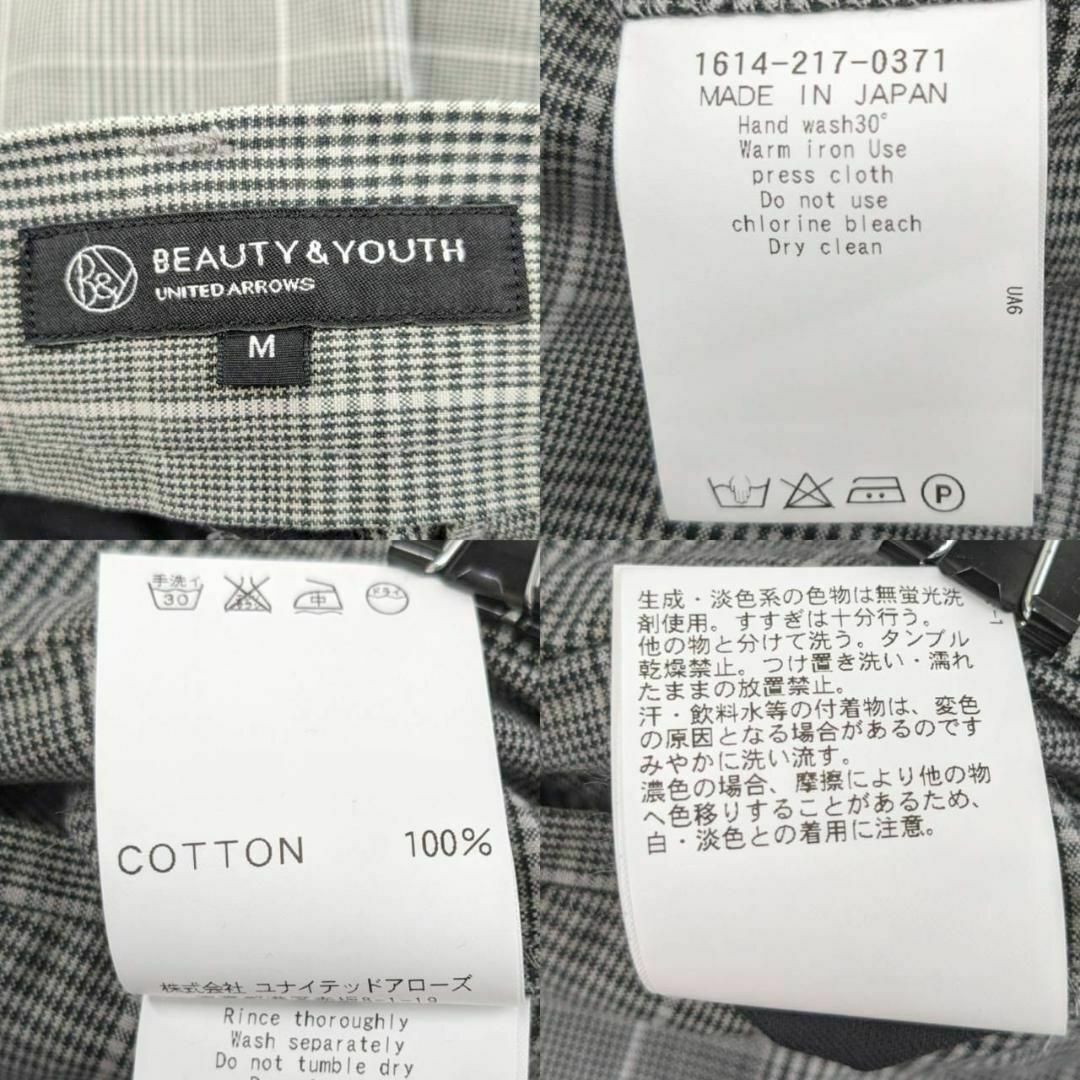 BEAUTY&YOUTH
UNITED ARROWS
M
1614-217-0371
MADE IN JAPAN
Hand wash30°
Warm iron Use
press cloth
Do not use
chlorine bleach
Dry clean
UA6
P
手洗イ
30
中
ドライ
COTTON 100%
株式会社 ユナイテッドアローズ
8-1-19
Rince thoroughly
Wash separately
Do not tumble dry
生成・淡色系の色物は無蛍光洗
剤使用。すすぎは十分行う。
他の物と分けて洗う。タンブル
乾燥禁止。つけ置き洗い・濡れ
たままの放置禁止。
汗・飲料水等の付着物は、変色
の原因となる場合があるのです
みやかに洗い流す。
濃色の場合、摩擦により他の物
へ色移りすることがあるため、
白・淡色との着用に注意。